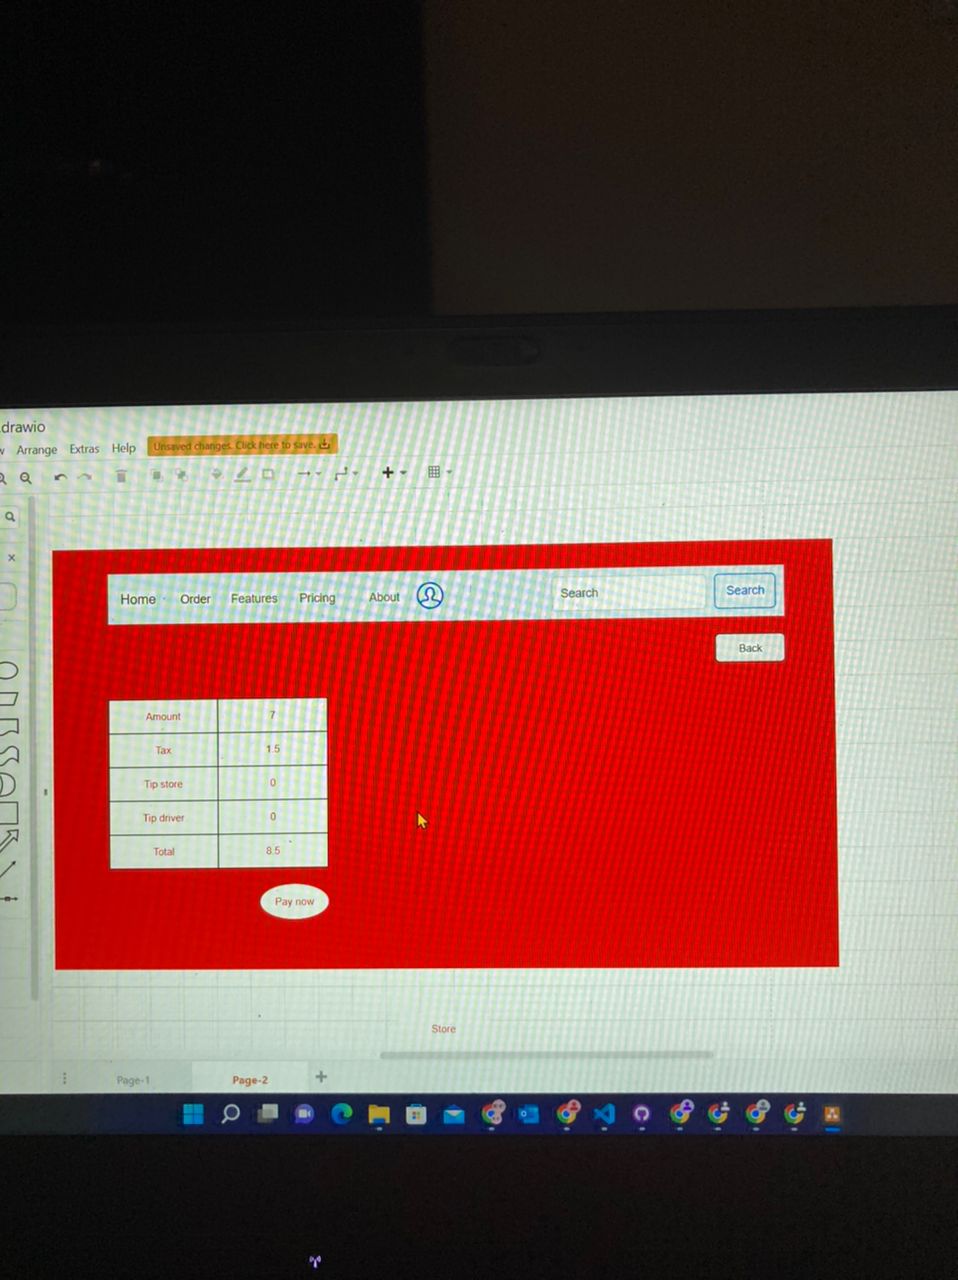 .drawio
Arrange Extras Help Unsaved changes. Click here to save.
Home Order Features Pricing About Search Search
Back
Amount 7
Tax 1.5
Tip store 0
Tip driver 0
Total 8.5
Pay now
Store
Page-1 Page-2